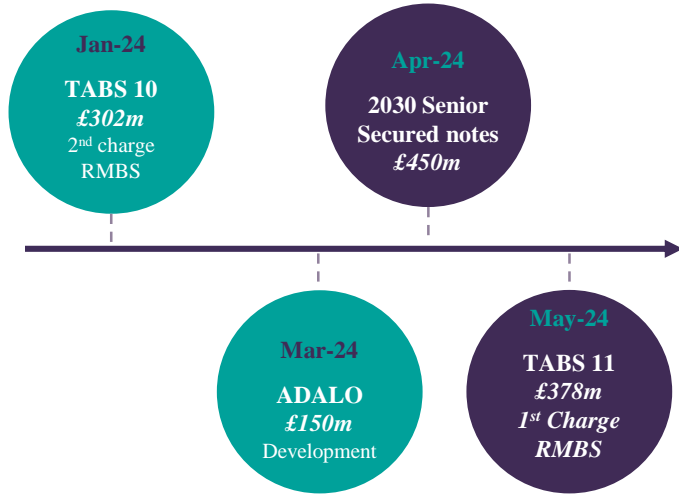 Jan-24
TABS 10
£302m
2nd charge
RMBS
Apr-24
2030 Senior
Secured notes
£450m
Mar-24
ADALO
£150m
Development
May-24
TABS 11
£378m
1st Charge
RMBS